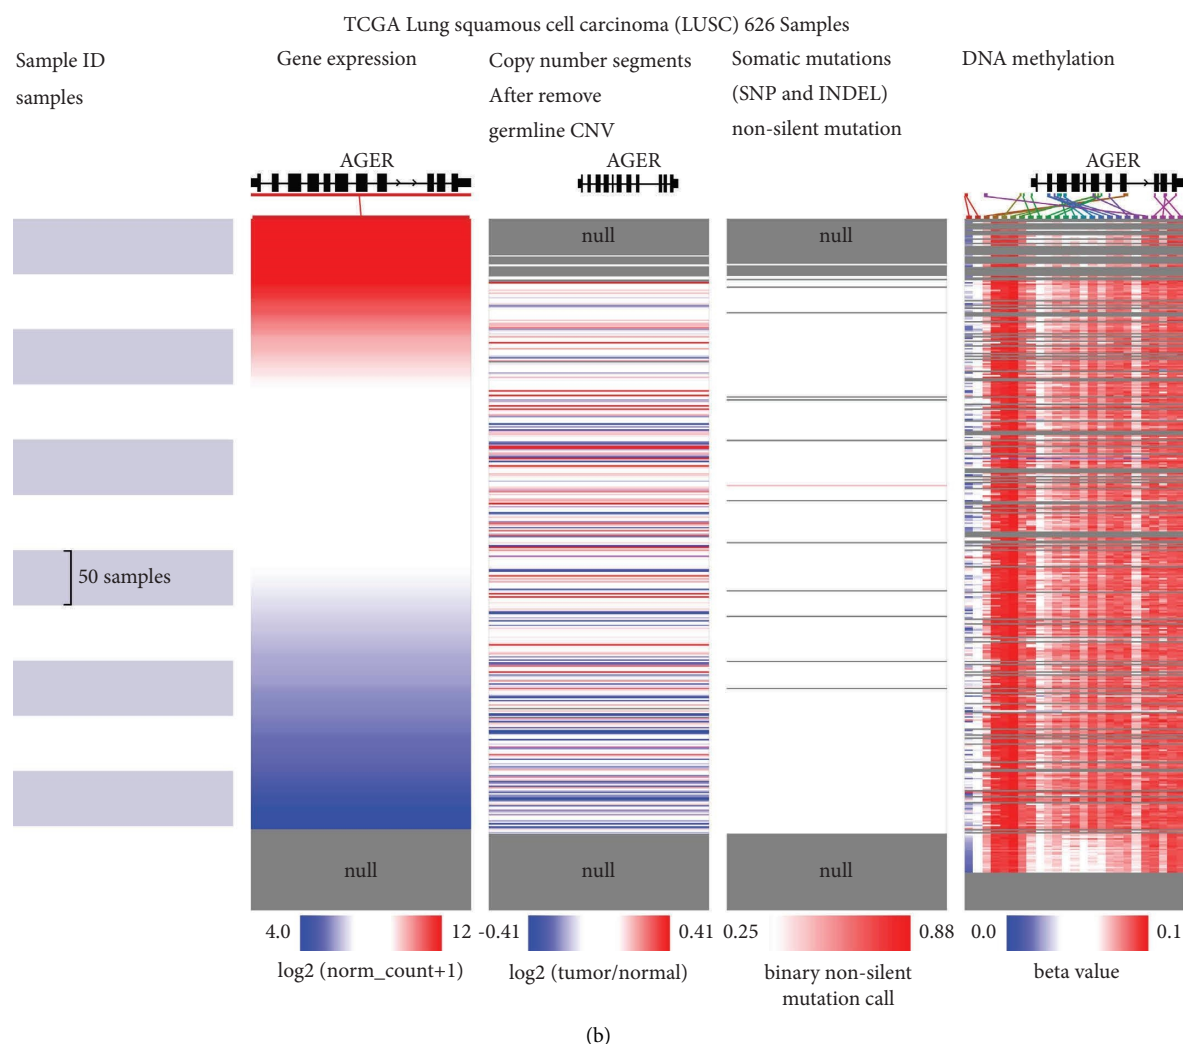 TCGA Lung squamous cell carcinoma (LUSC) 626 Samples
Sample ID
samples
Gene expression
Copy number segments
After remove
germline CNV
Somatic mutations
(SNP and INDEL)
non-silent mutation
DNA methylation
AGER
AGER
AGER
null
null
50 samples
null
null
null
4.0
12
log2 (norm_count+1)
-0.41
0.41
log2 (tumor/normal)
0.25
0.88
binary non-silent
mutation call
0.0
0.1
beta value
(b)